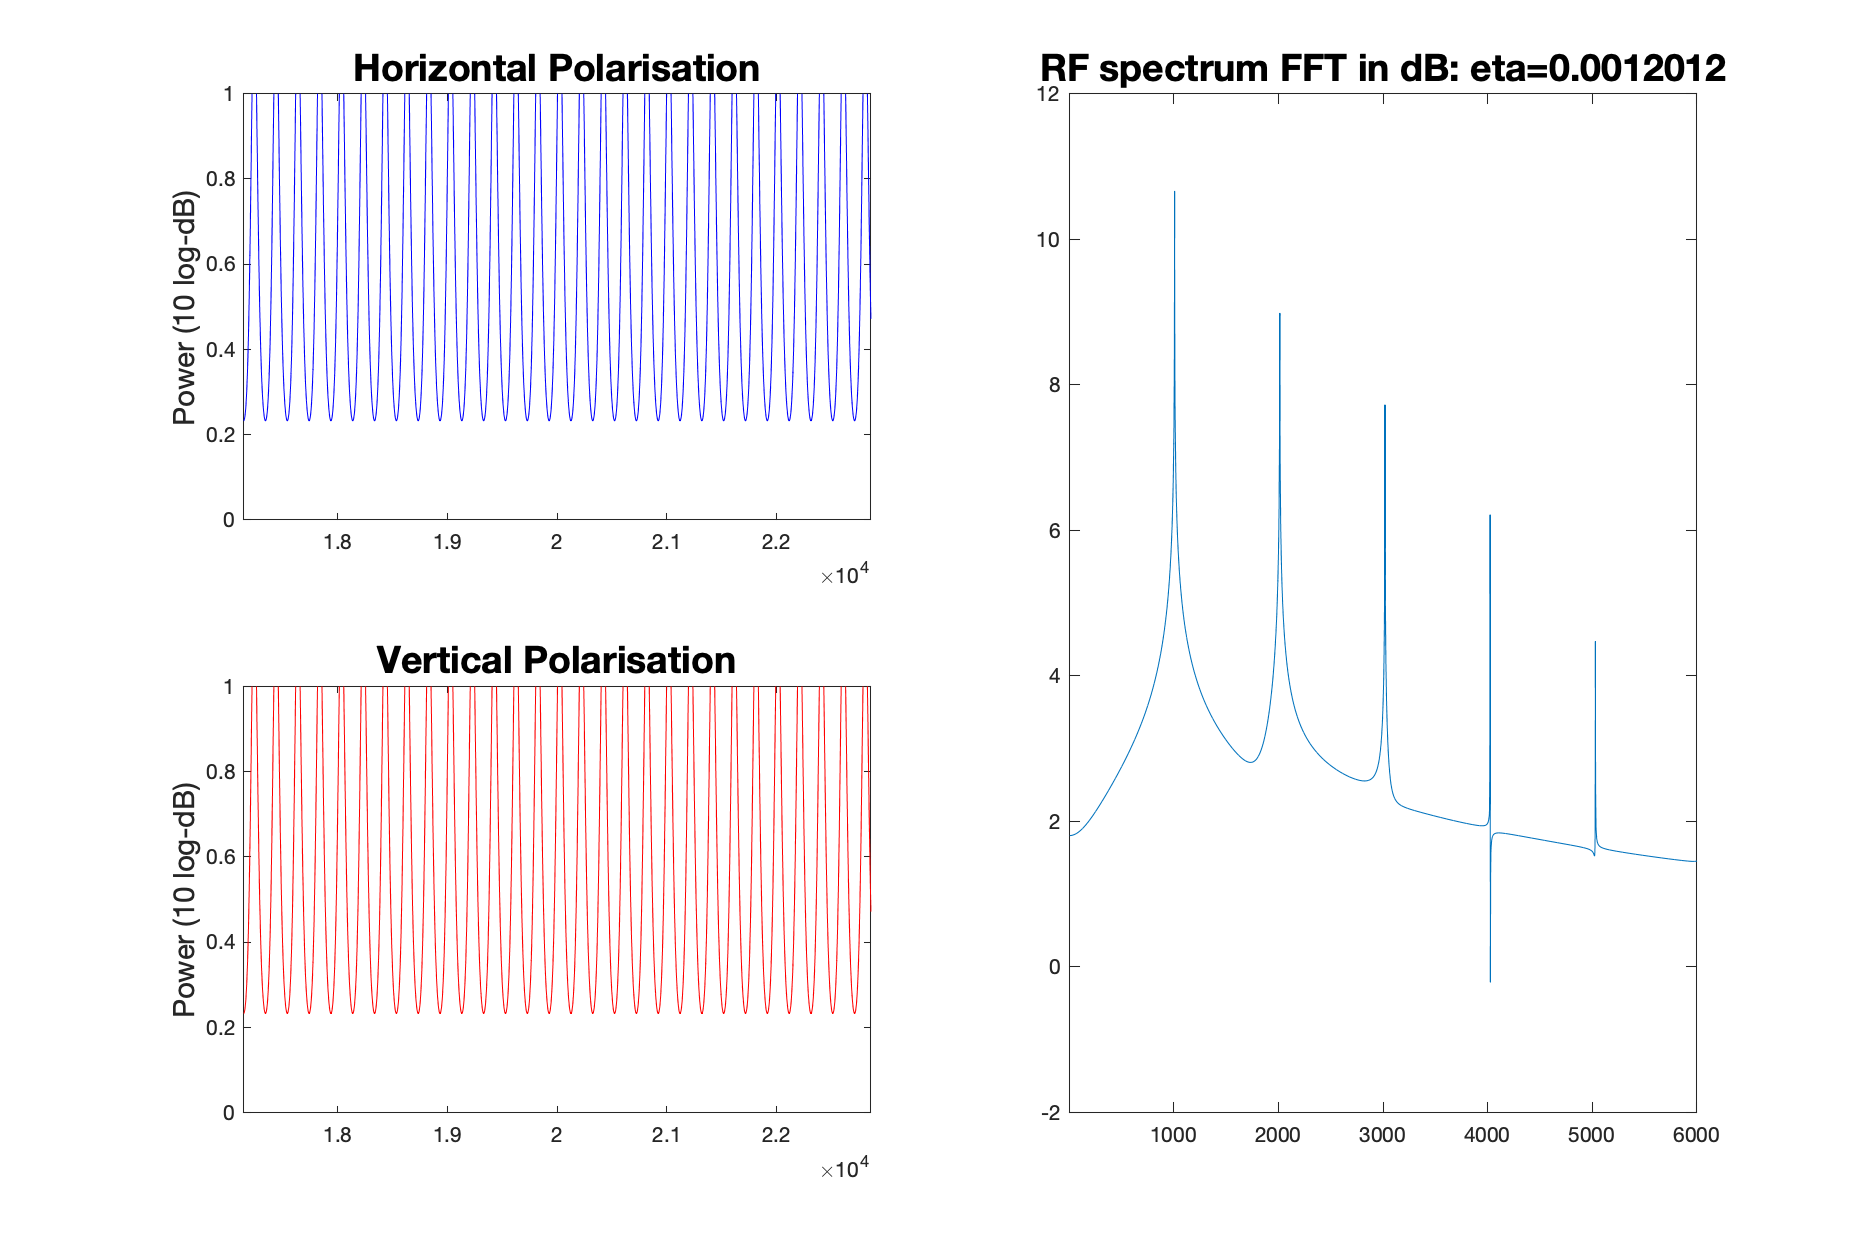 Horizontal Polarisation
Power (10 log-dB)
1
0.8
0.6
0.4
0.2
0
1.8 1.9 2 2.1 2.2
×10^4
Vertical Polarisation
Power (10 log-dB)
1
0.8
0.6
0.4
0.2
0
1.8 1.9 2 2.1 2.2
×10^4
RF spectrum FFT in dB: eta=0.0012012
12
10
8
6
4
2
0
-2
1000 2000 3000 4000 5000 6000